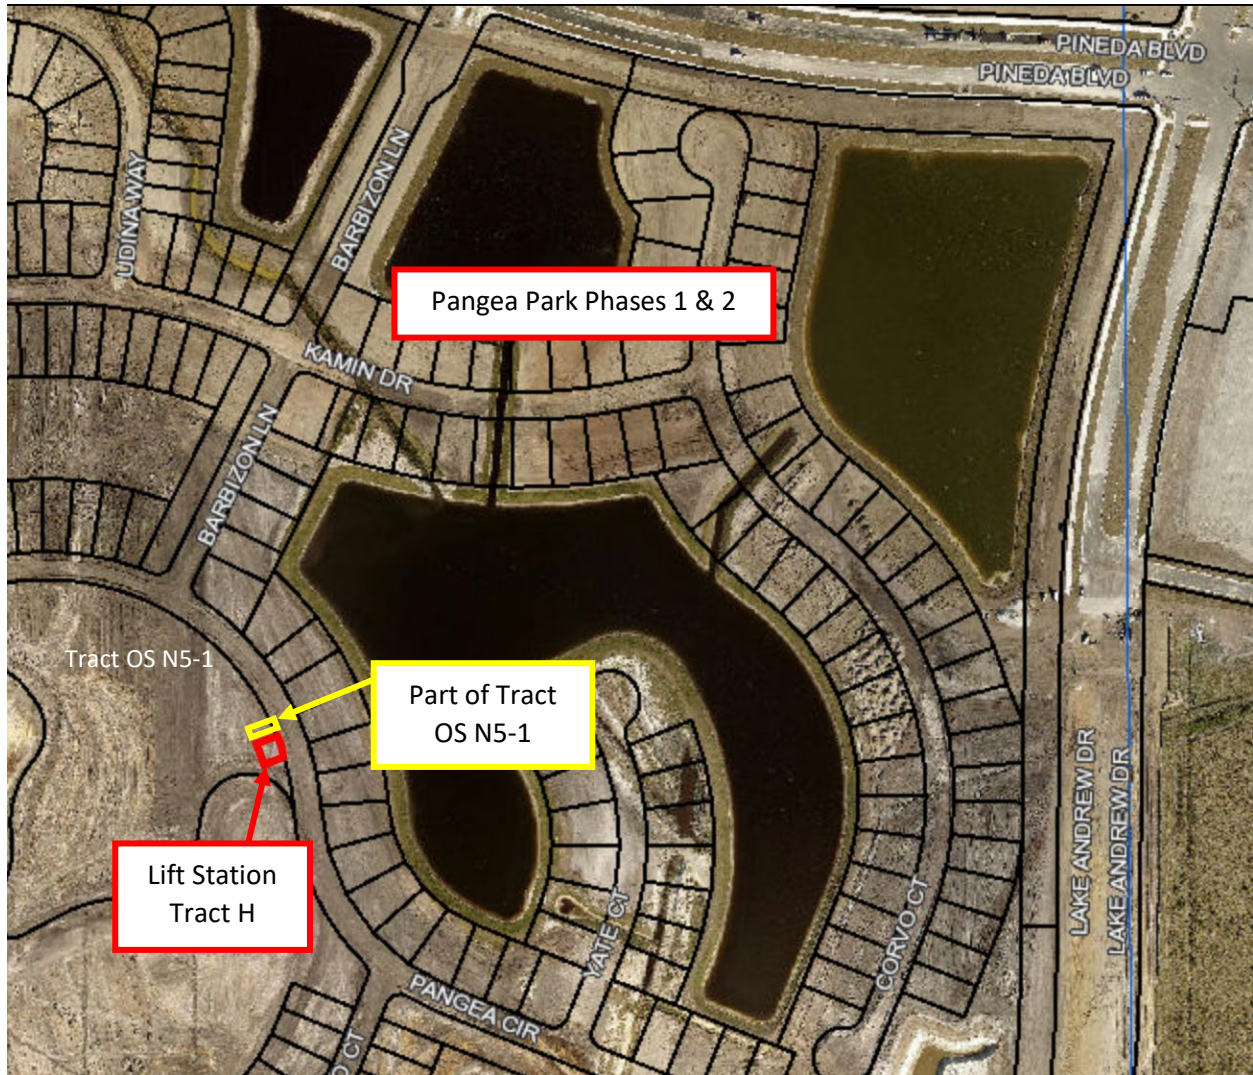 PINEDA BLVD
PINEDA BLVD
UDINA WAY
BARBIZON LN
Pangea Park Phases 1 & 2
KAMIN DR
BARBIZON LN
Tract OS N5-1
Part of Tract
OS N5-1
LAKE ANDREW DR
LAKE ANDREW DR
Lift Station
Tract H
YATE CT
CORVO CT
PANGEA CIR
O CT